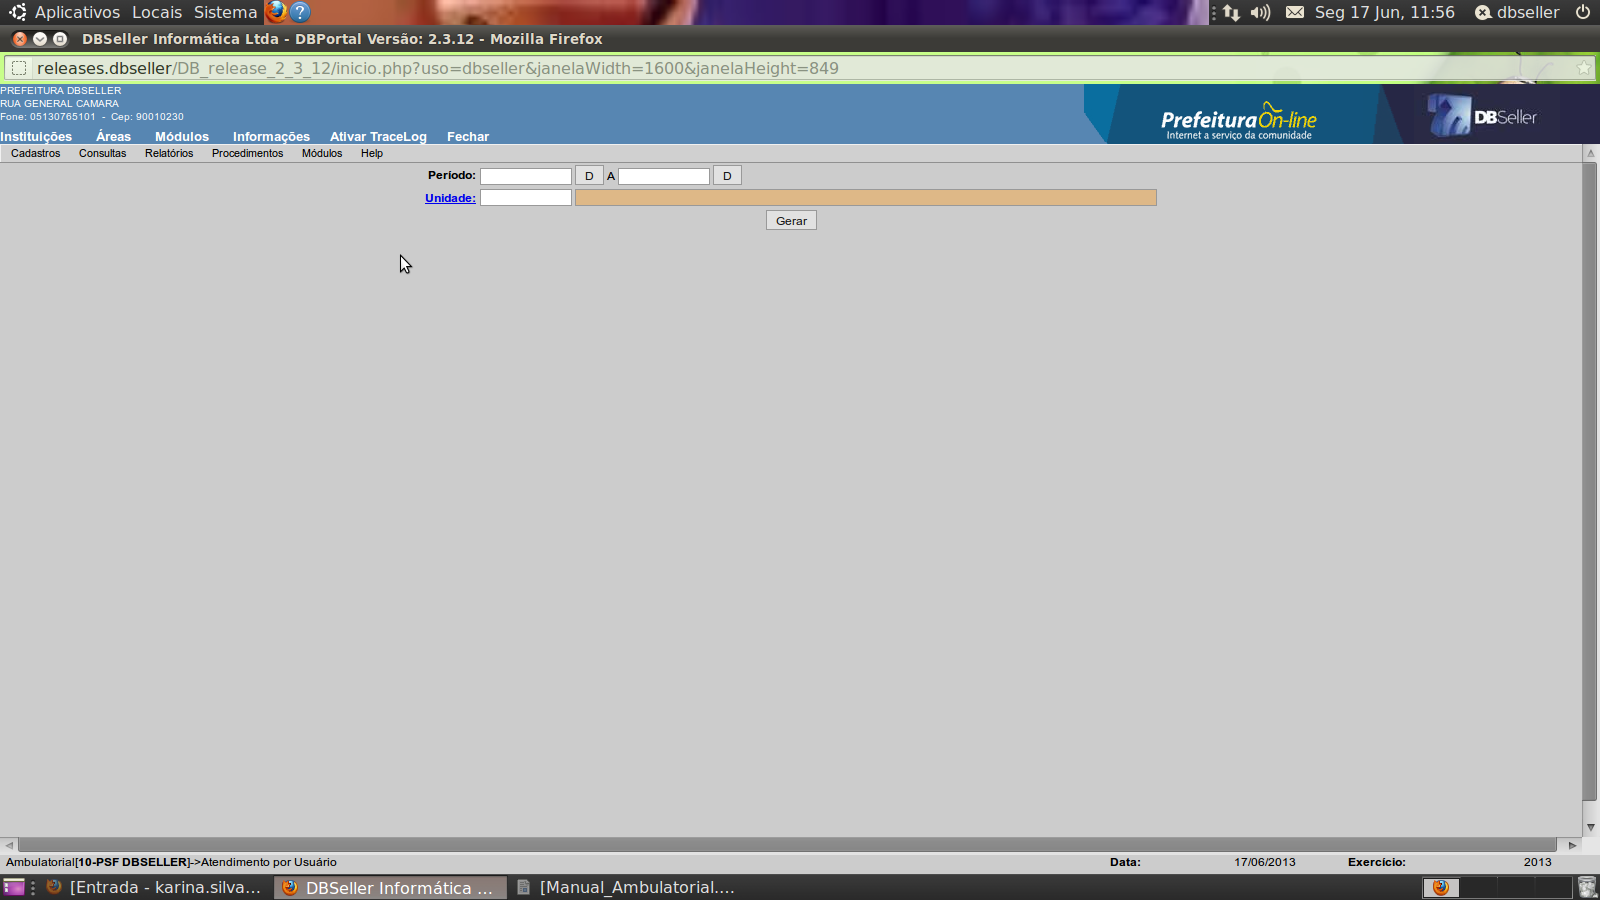 Aplicativos Locais Sistema ? Seg 17 Jun, 11:56 dbseller
DBSeller Informática Ltda - DBPortal Versão: 2.3.12 - Mozilla Firefox
releases.dbseller/DB_release_2_3_12/inicio.php?uso=dbseller&janelaWidth=1600&janelaHeight=849
PREFEITURA DBSELLER
RUA GENERAL CAMARA
Fone: 05130765101 - Cep: 90010230
Prefeitura On-line
Internet a serviço da comunidade
DBSeller
Instituições Áreas Módulos Informações Ativar TraceLog Fechar
Cadastros Consultas Relatórios Procedimentos Módulos Help
Período: D A D
Unidade:
Gerar
Ambulatorial[10-PSF DBSELLER]->Atendimento por Usuário Data: 17/06/2013 Exercício: 2013
[Entrada - karina.silva... DBSeller Informática ... [Manual_Ambulatorial....